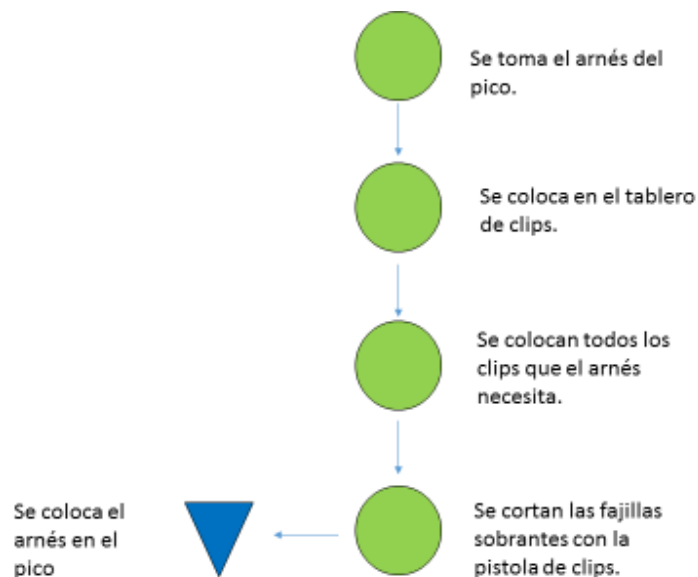 Se toma el arnés del
pico.
Se coloca en el tablero
de clips.
Se colocan todos los
clips que el arnés
necesita.
Se cortan las fajillas
sobrantes con la
pistola de clips.
Se coloca el
arnés en el
pico